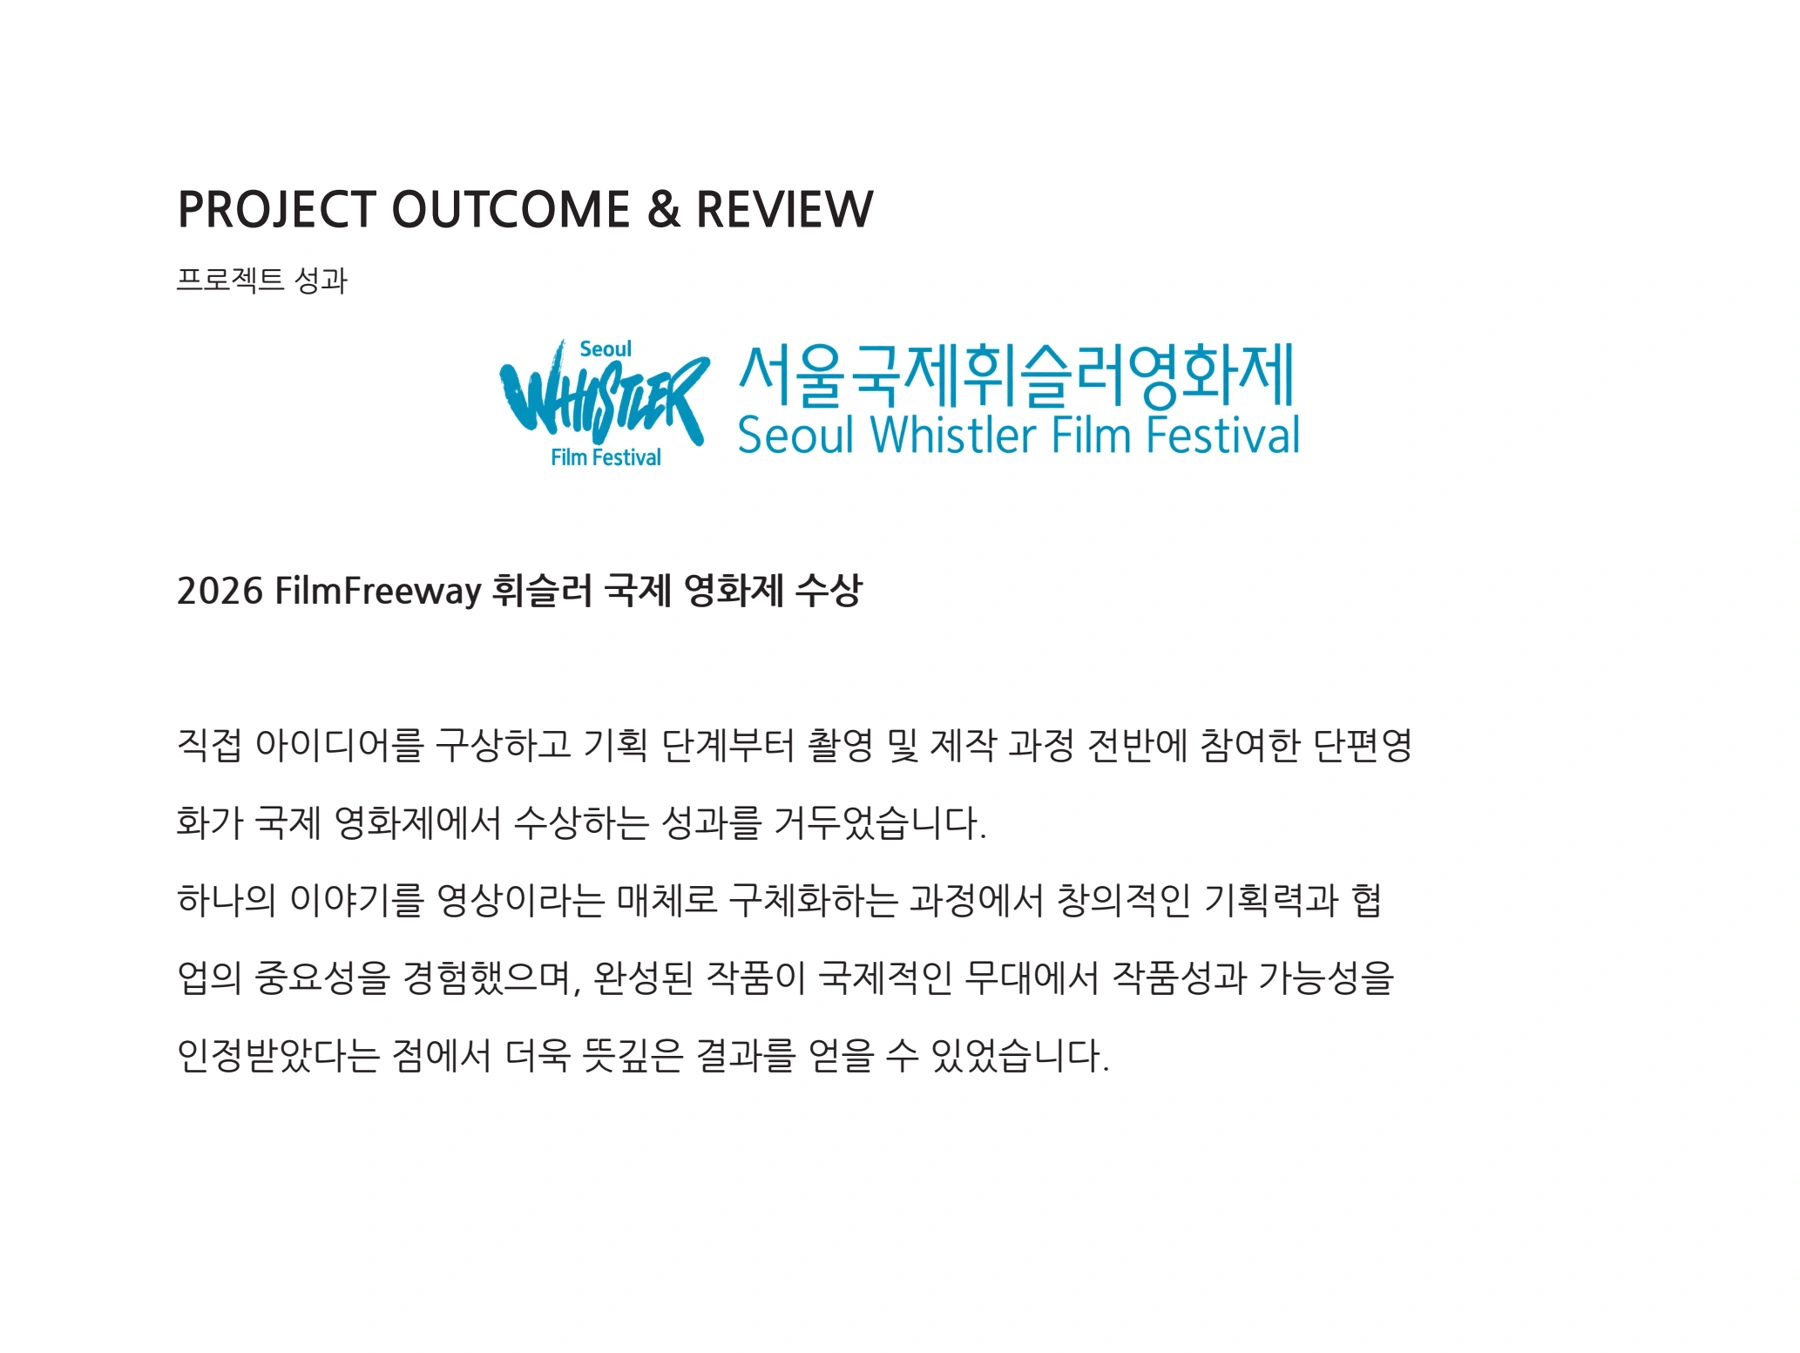 PROJECT OUTCOME & REVIEW
프로젝트 성과
Seoul
WHISTLER
Film Festival
서울국제휘슬러영화제
Seoul Whistler Film Festival
2026 FilmFreeway 휘슬러 국제 영화제 수상
직접 아이디어를 구상하고 기획 단계부터 촬영 및 제작 과정 전반에 참여한 단편영
화가 국제 영화제에서 수상하는 성과를 거두었습니다.
하나의 이야기를 영상이라는 매체로 구체화하는 과정에서 창의적인 기획력과 협
업의 중요성을 경험했으며, 완성된 작품이 국제적인 무대에서 작품성과 가능성을
인정받았다는 점에서 더욱 뜻깊은 결과를 얻을 수 있었습니다.